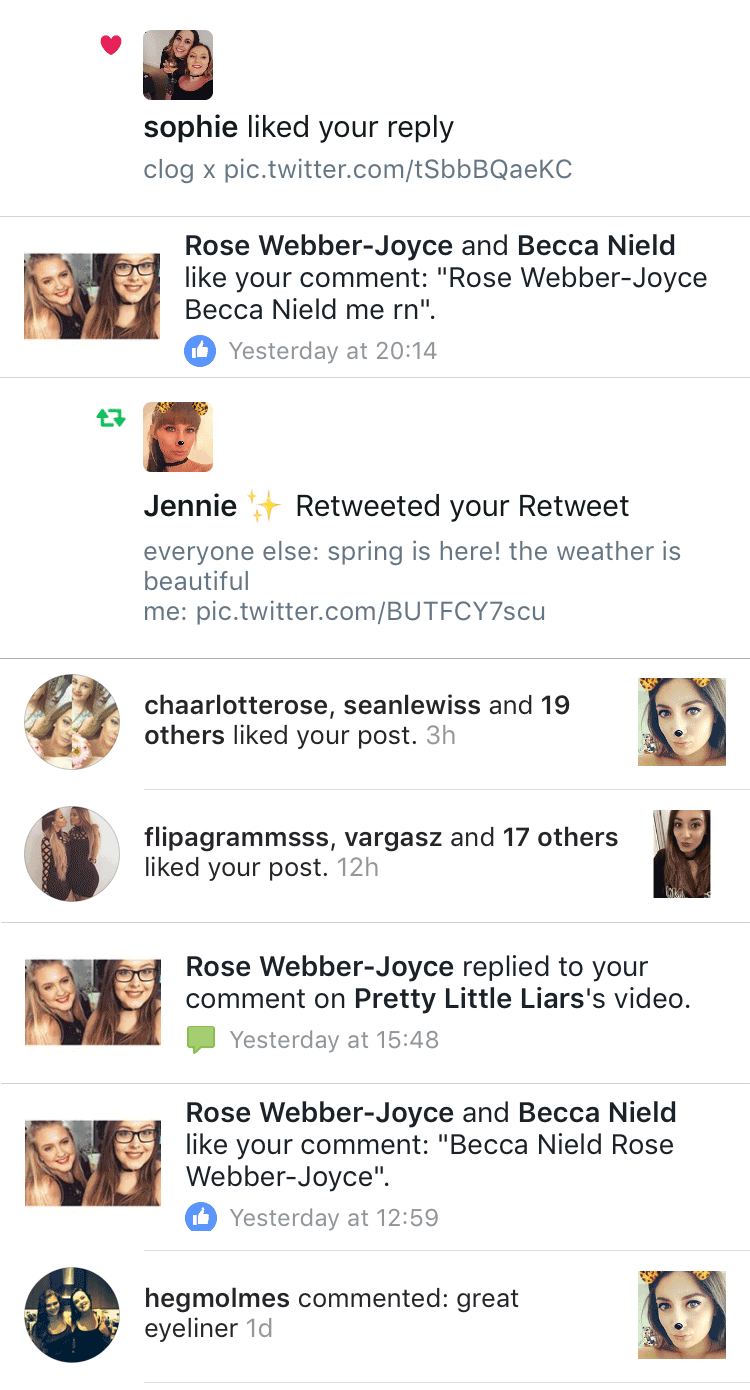 sophie liked your reply
clog x pic.twitter.com/tSbbBQaeKC
Rose Webber-Joyce and Becca Nield
like your comment: "Rose Webber-Joyce
Becca Nield me rn".
Yesterday at 20:14
Jennie ✨ Retweeted your Retweet
everyone else: spring is here! the weather is
beautiful
me: pic.twitter.com/BUTFCY7scu
chaarlotterose, seanlewiss and 19
others liked your post. 3h
flipagrammsss, vargasz and 17 others
liked your post. 12h
Rose Webber-Joyce replied to your
comment on Pretty Little Liars's video.
Yesterday at 15:48
Rose Webber-Joyce and Becca Nield
like your comment: "Becca Nield Rose
Webber-Joyce".
Yesterday at 12:59
hegmolmes commented: great
eyeliner 1d